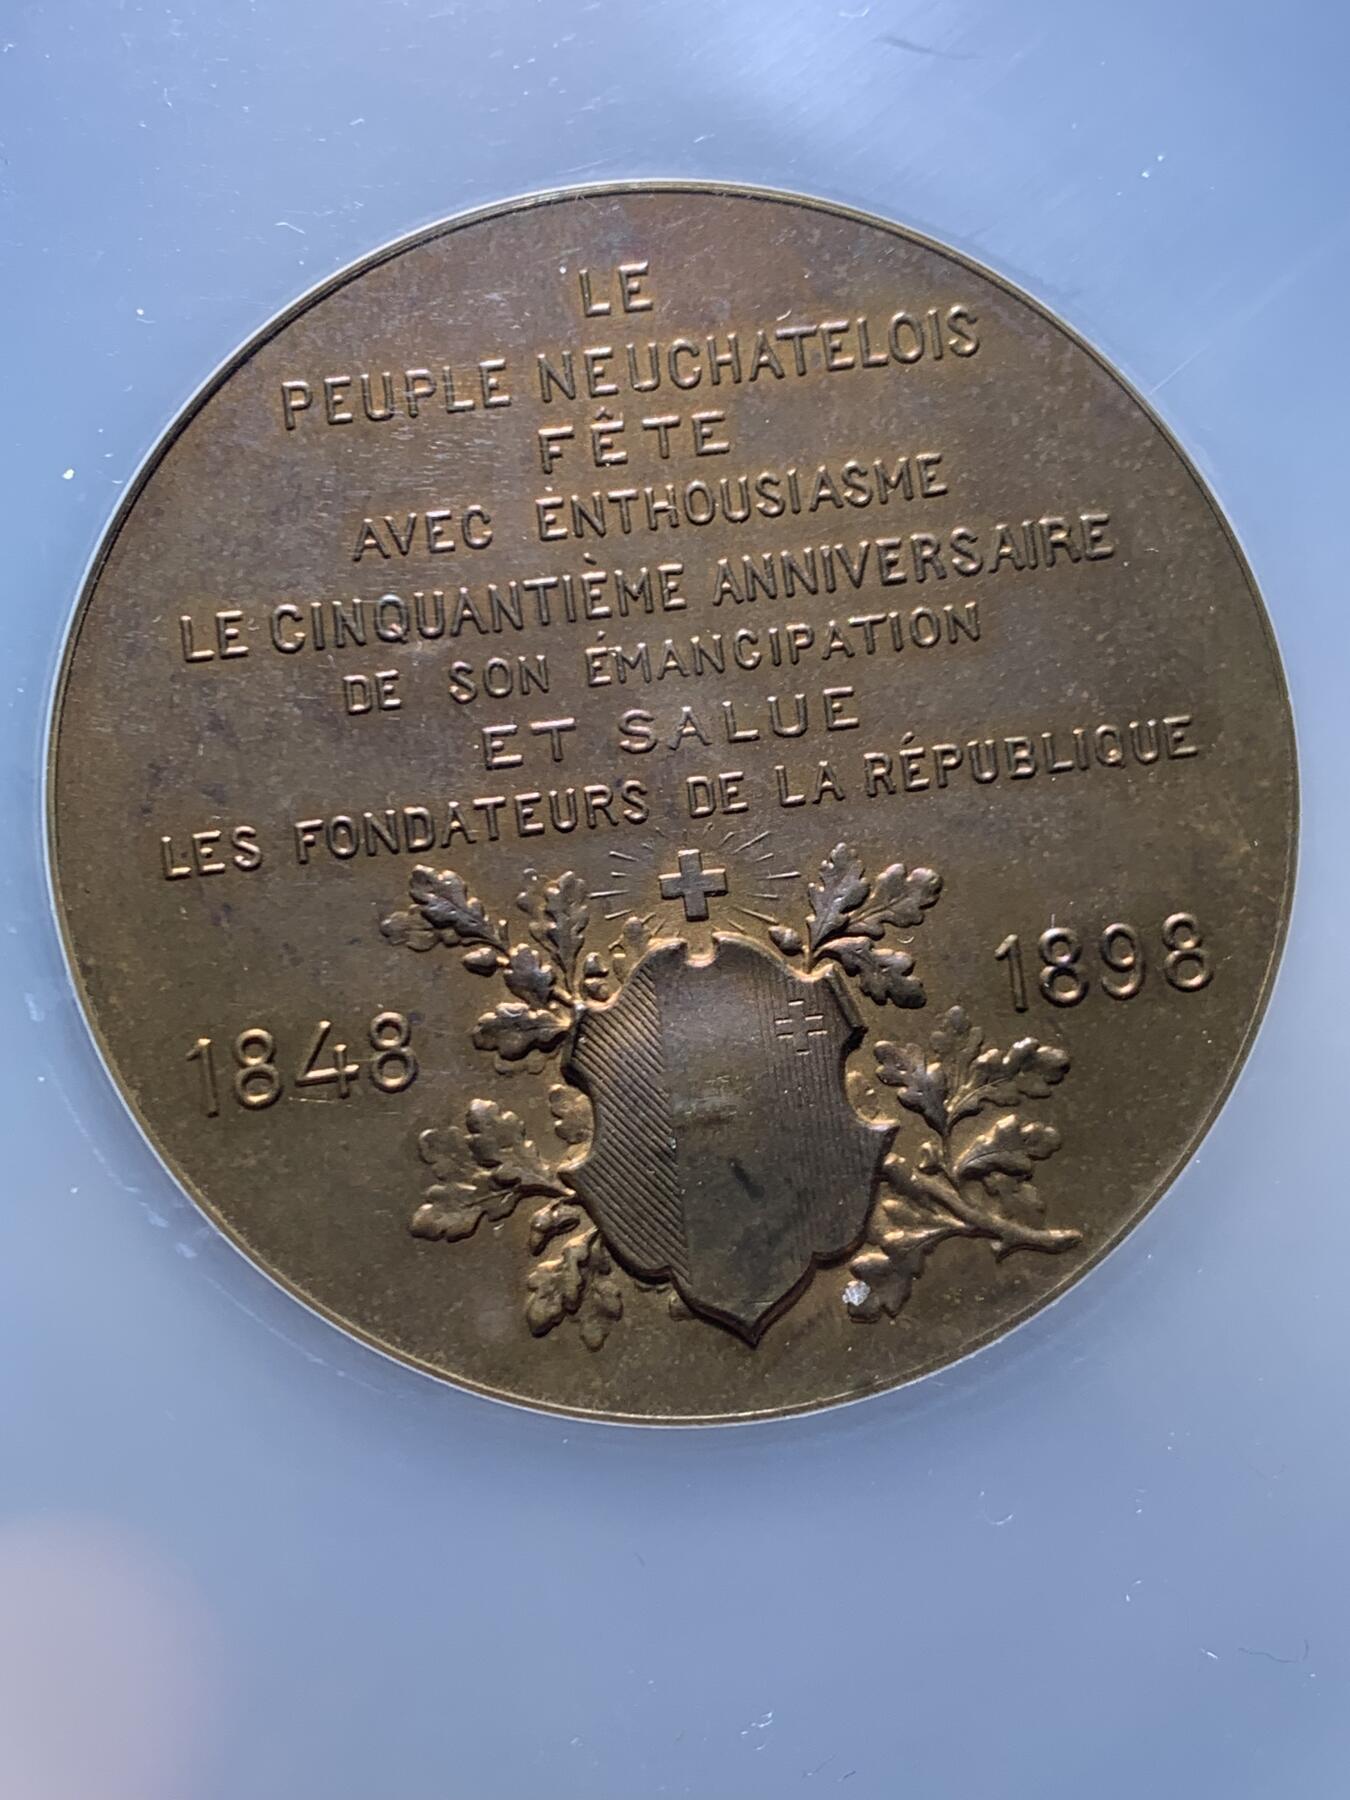 LE
PEUPLE NEUCHATELOIS
FÊTE
AVEC ENTHOUSIASME
LE CINQUANTIÈME ANNIVERSAIRE
DE SON ÉMANCIPATION
ET SALUE
LES FONDATEURS DE LA RÉPUBLIQUE
1848 1898